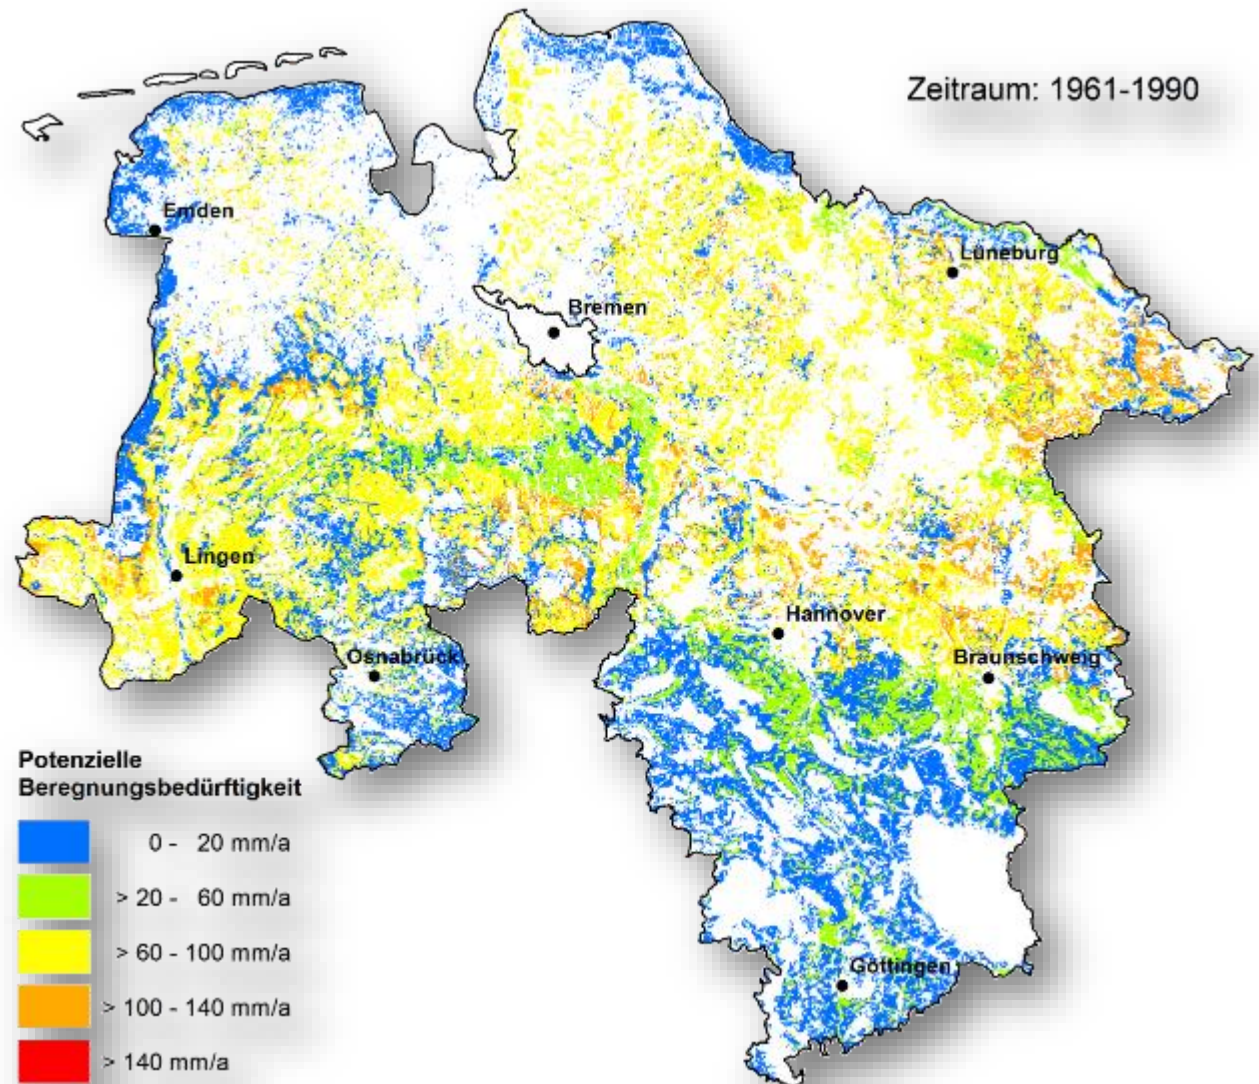 Zeitraum: 1961-1990
Emden
Lüneburg
Bremen
Lingen
Hannover
Osnabrück
Braunschweig
Göttingen
Potenzielle
Beregnungsbedürftigkeit
0 - 20 mm/a
> 20 - 60 mm/a
> 60 - 100 mm/a
> 100 - 140 mm/a
> 140 mm/a